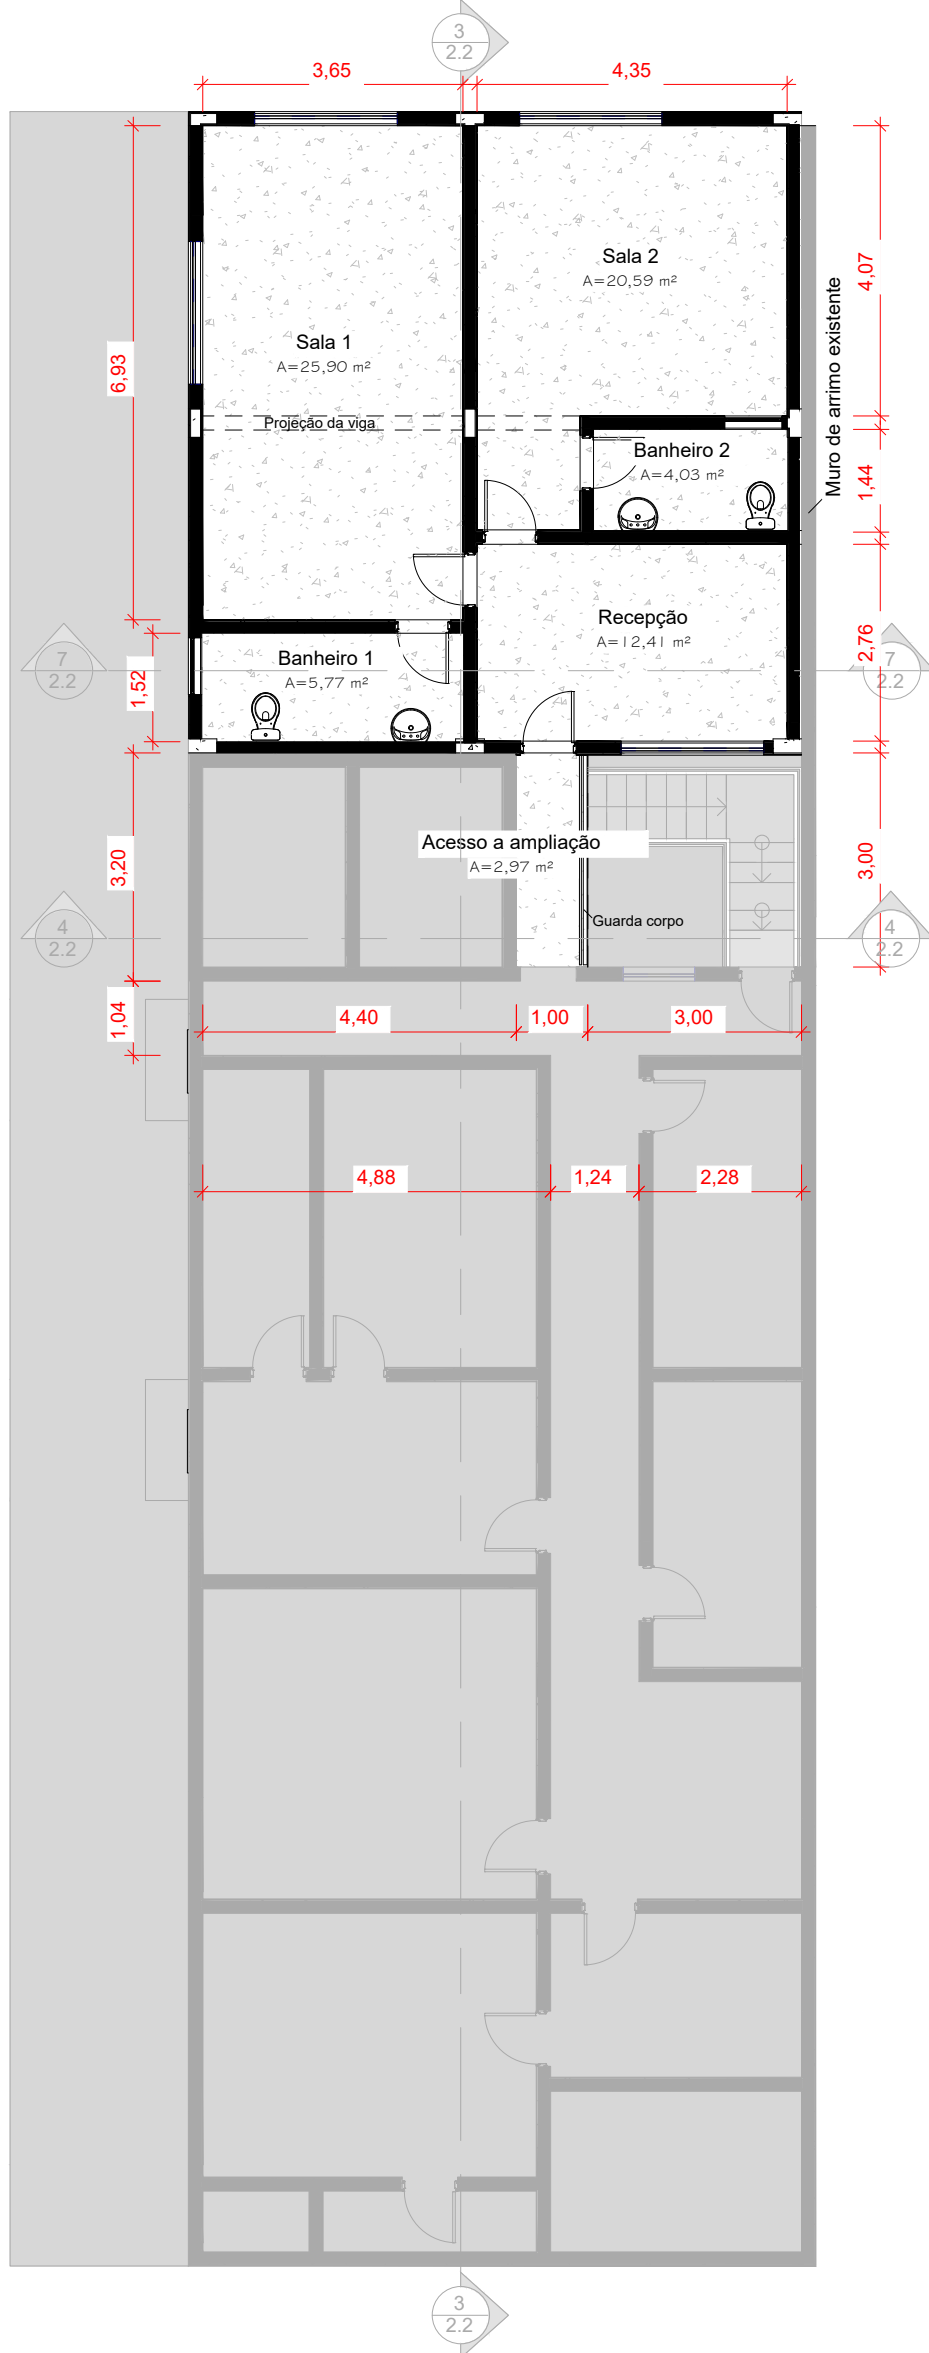 3
2.2
3,65
4,35
Sala 2
A=20,59 m²
4,07
Muro de arrimo existente
Sala 1
A=25,90 m²
6,93
Projeção da viga
Banheiro 2
A=4,03 m²
1,44
Recepção
A=12,41 m²
2,76
7
2.2
Banheiro 1
A=5,77 m²
7
2.2
1,52
Acesso a ampliação
A=2,97 m²
3,20
3,00
Guarda corpo
4
2.2
4
2.2
1,04
4,40
1,00
3,00
4,88
1,24
2,28
3
2.2